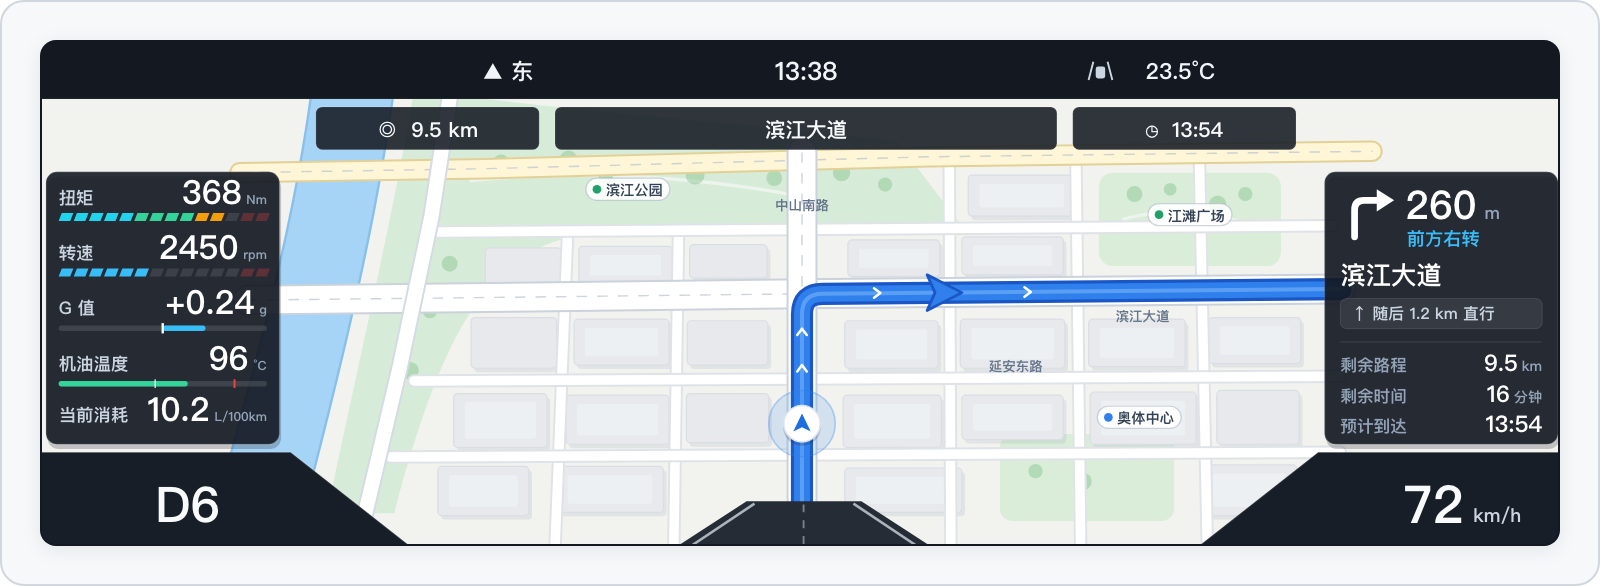 ▲ 东
13:38
23.5°C
9.5 km
滨江大道
13:54
扭矩 368 Nm
转速 2450 rpm
G 值 +0.24 g
机油温度 96 °C
当前消耗 10.2 L/100km
滨江公园
中山南路
江滩广场
滨江大道
延安东路
奥体中心
260 m
前方右转
滨江大道
↑ 随后 1.2 km 直行
剩余路程 9.5 km
剩余时间 16 分钟
预计到达 13:54
D6
72 km/h